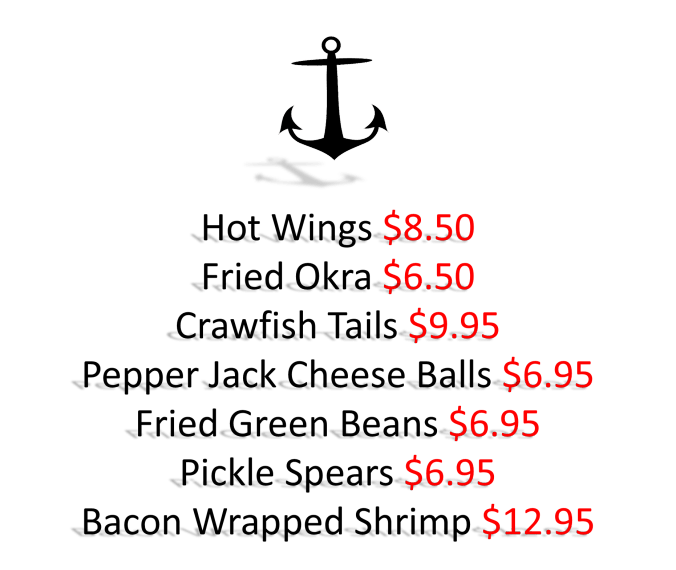 Hot Wings $8.50
Fried Okra $6.50
Crawfish Tails $9.95
Pepper Jack Cheese Balls $6.95
Fried Green Beans $6.95
Pickle Spears $6.95
Bacon Wrapped Shrimp $12.95